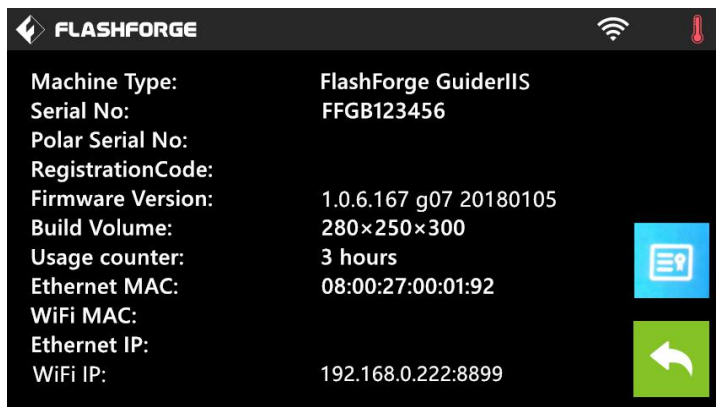 FLASHFORGE
Machine Type: FlashForge GuiderIIS
Serial No: FFGB123456
Polar Serial No:
RegistrationCode:
Firmware Version: 1.0.6.167 g07 20180105
Build Volume: 280×250×300
Usage counter: 3 hours
Ethernet MAC: 08:00:27:00:01:92
WiFi MAC:
Ethernet IP:
WiFi IP: 192.168.0.222:8899